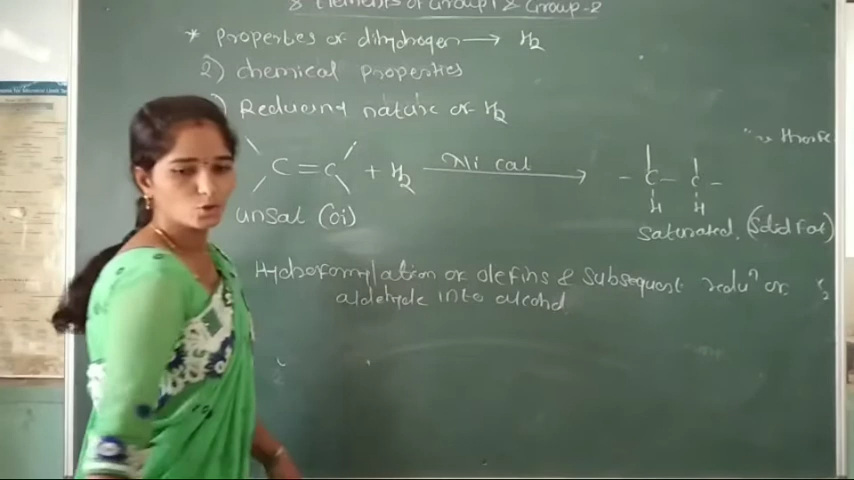 8 Elements of Group 1 & Group-2
* Properties of dihydrogen → H2
2) chemical properties
) Reducing nature of H2
C = C + H2 Ni cat → - C - C -
H H
unsat (oi) saturated. (Solid Fat)
Hydroformylation of olefins & subsequent redun of
aldehyde into alcohol